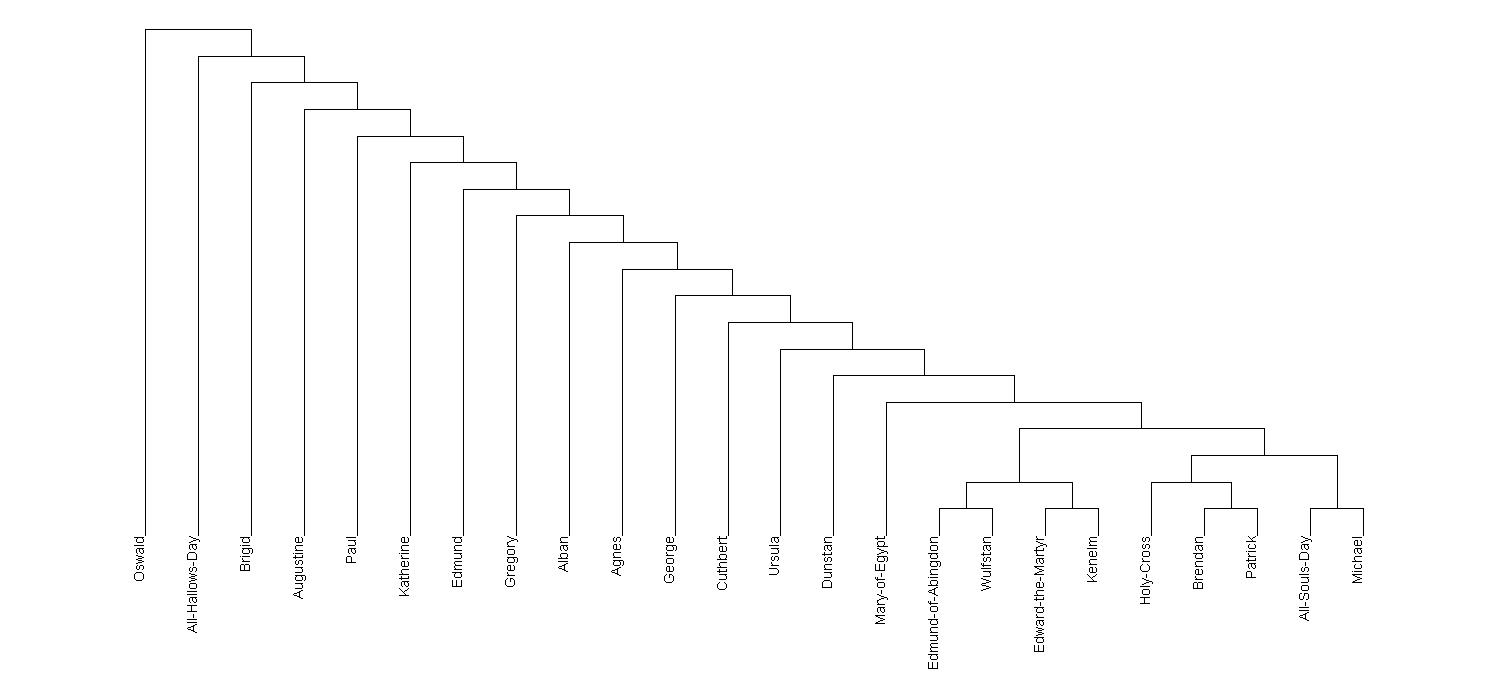 Oswald
All-Hallows-Day
Brigid
Augustine
Paul
Katherine
Edmund
Gregory
Alban
Agnes
George
Cuthbert
Ursula
Dunstan
Mary-of-Egypt
Edmund-of-Abingdon
Wulfstan
Edward-the-Martyr
Kenelm
Holy-Cross
Brendan
Patrick
All-Souls-Day
Michael